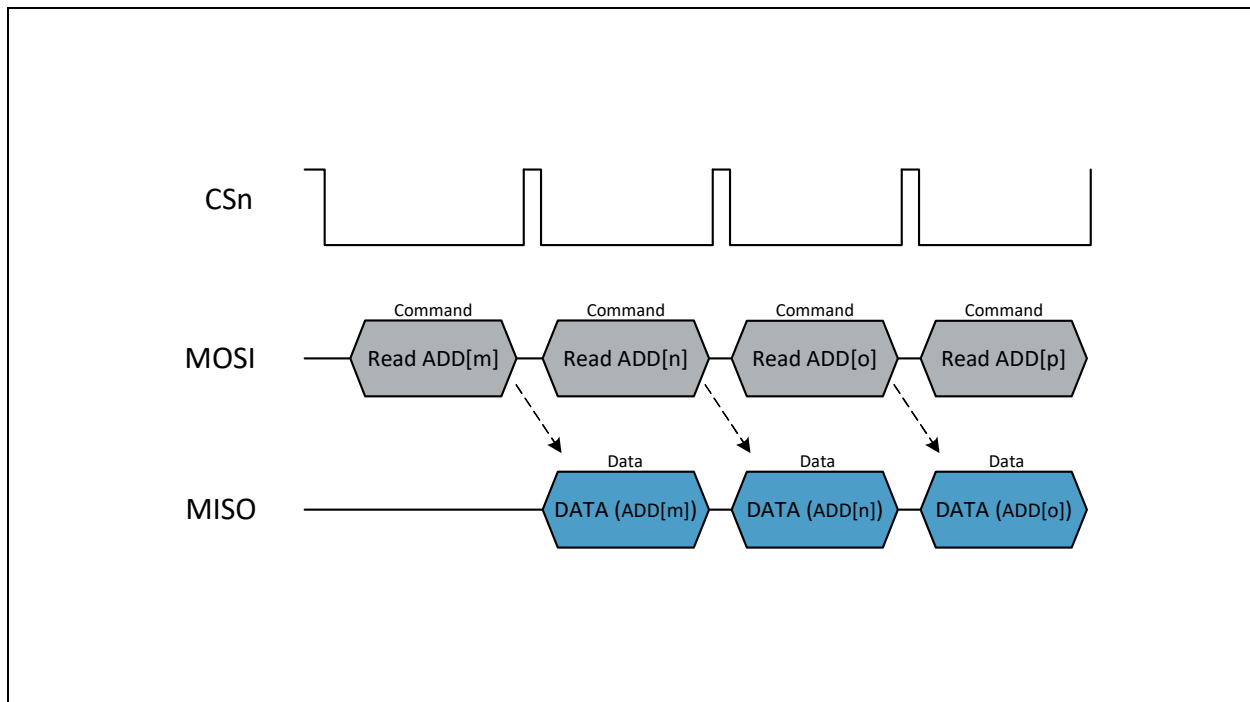 CSn
Command Command Command Command
MOSI Read ADD[m] Read ADD[n] Read ADD[o] Read ADD[p]
Data Data Data
MISO DATA (ADD[m]) DATA (ADD[n]) DATA (ADD[o])